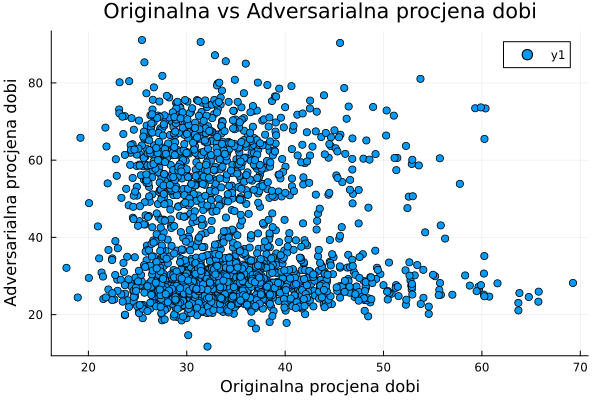 Originalna vs Adversarialna procjena dobi
y1
Adversarialna procjena dobi
80
60
40
20
20 30 40 50 60 70
Originalna procjena dobi